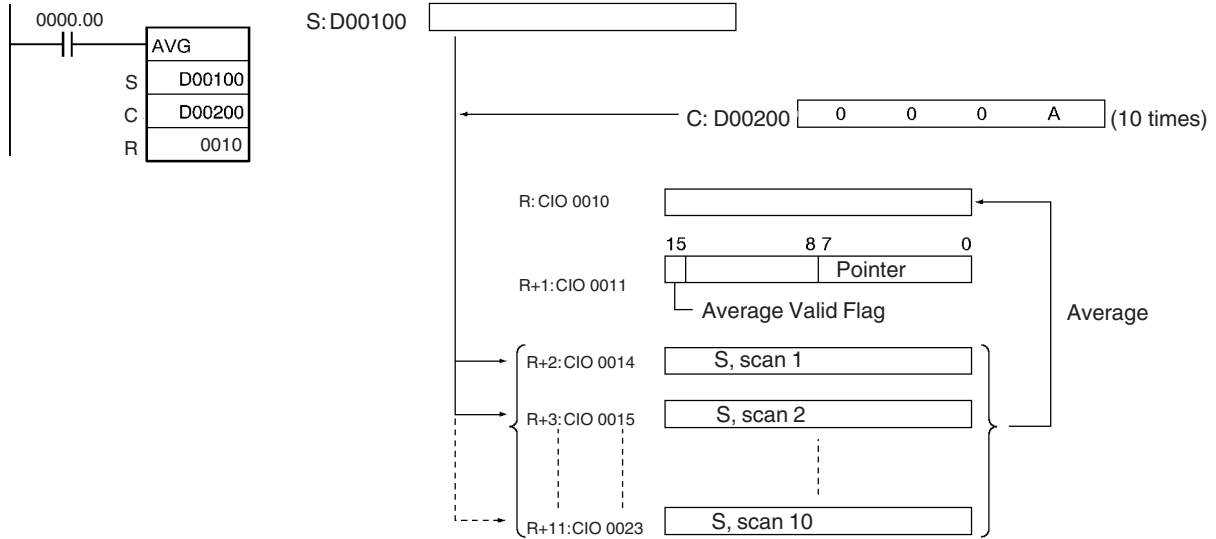 0000.00
AVG
S D00100
C D00200
R 0010
S: D00100
C: D00200 0 0 0 A (10 times)
R: CIO 0010
15 8 7 0
R+1: CIO 0011 Pointer
Average Valid Flag
Average
R+2: CIO 0014 S, scan 1
R+3: CIO 0015 S, scan 2
R+11: CIO 0023 S, scan 10